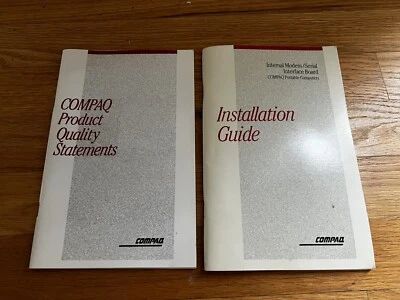 COMPAQ
Product
Quality
Statements
COMPAQ
Internal Modem/Serial
Interface Board
COMPAQ Portable Computers
Installation
Guide
COMPAQ